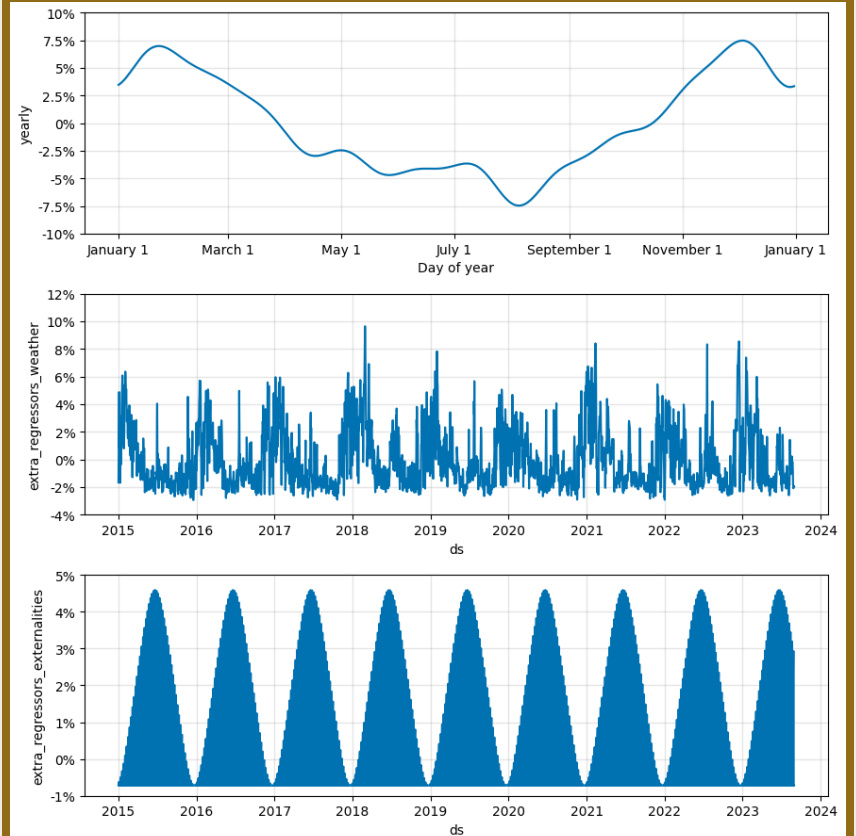 10%
7.5%
5%
2.5%
0%
-2.5%
-5%
-7.5%
-10%
yearly
January 1 March 1 May 1 July 1 September 1 November 1 January 1
Day of year
12%
10%
8%
6%
4%
2%
0%
-2%
-4%
extra_regressors_weather
2015 2016 2017 2018 2019 2020 2021 2022 2023 2024
ds
5%
4%
3%
2%
1%
0%
-1%
extra_regressors_externalities
2015 2016 2017 2018 2019 2020 2021 2022 2023 2024
ds